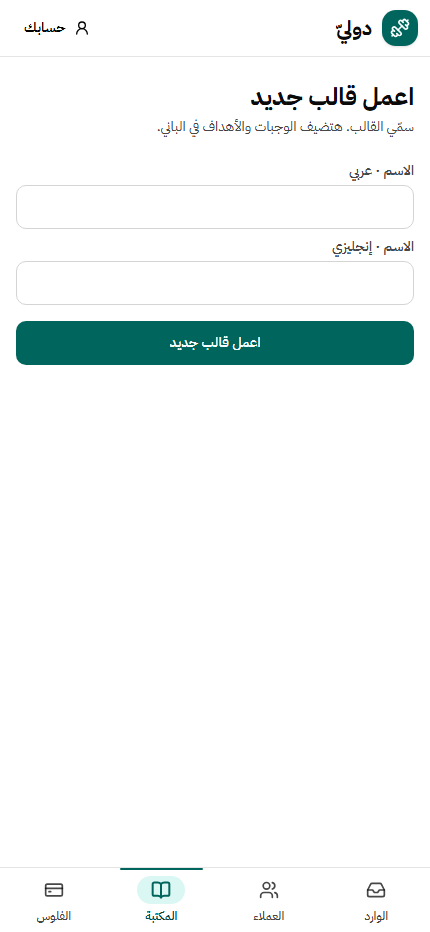 دوليّ
حسابك
اعمل قالب جديد
سمّي القالب. هتضيف الوجبات والأهداف في الباني.
الاسم · عربي
الاسم · إنجليزي
اعمل قالب جديد
الوارد
العملاء
المكتبة
الفلوس